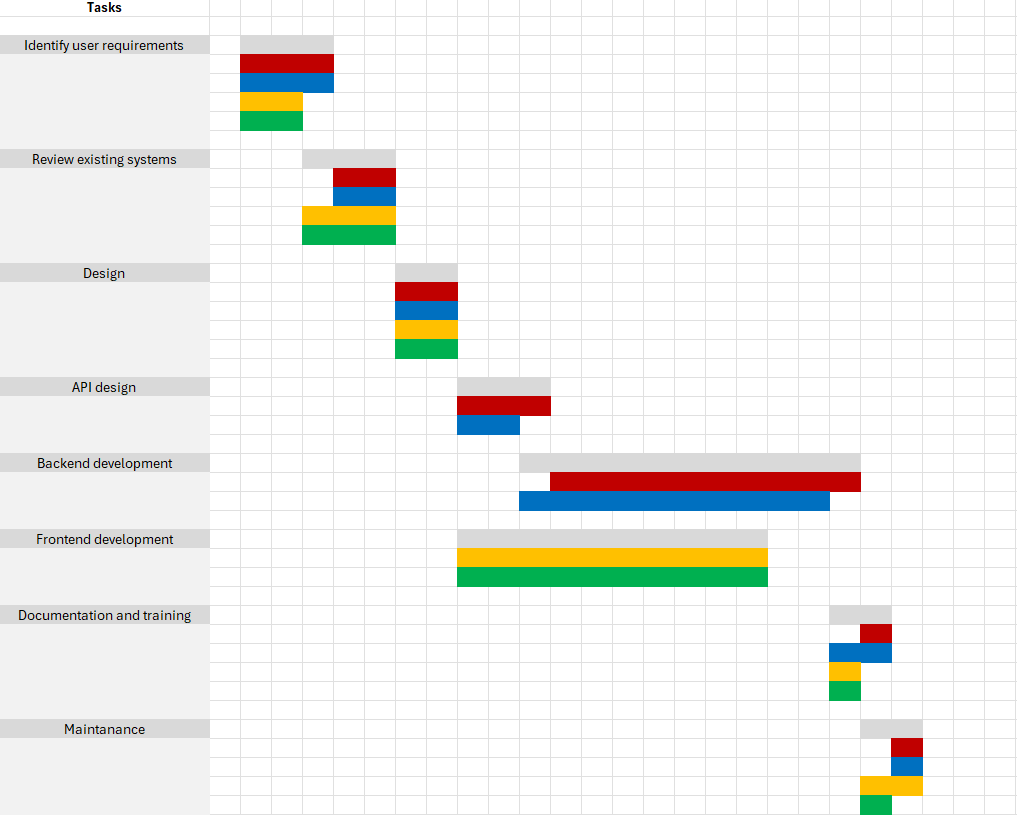 Tasks
Identify user requirements
Review existing systems
Design
API design
Backend development
Frontend development
Documentation and training
Maintanance